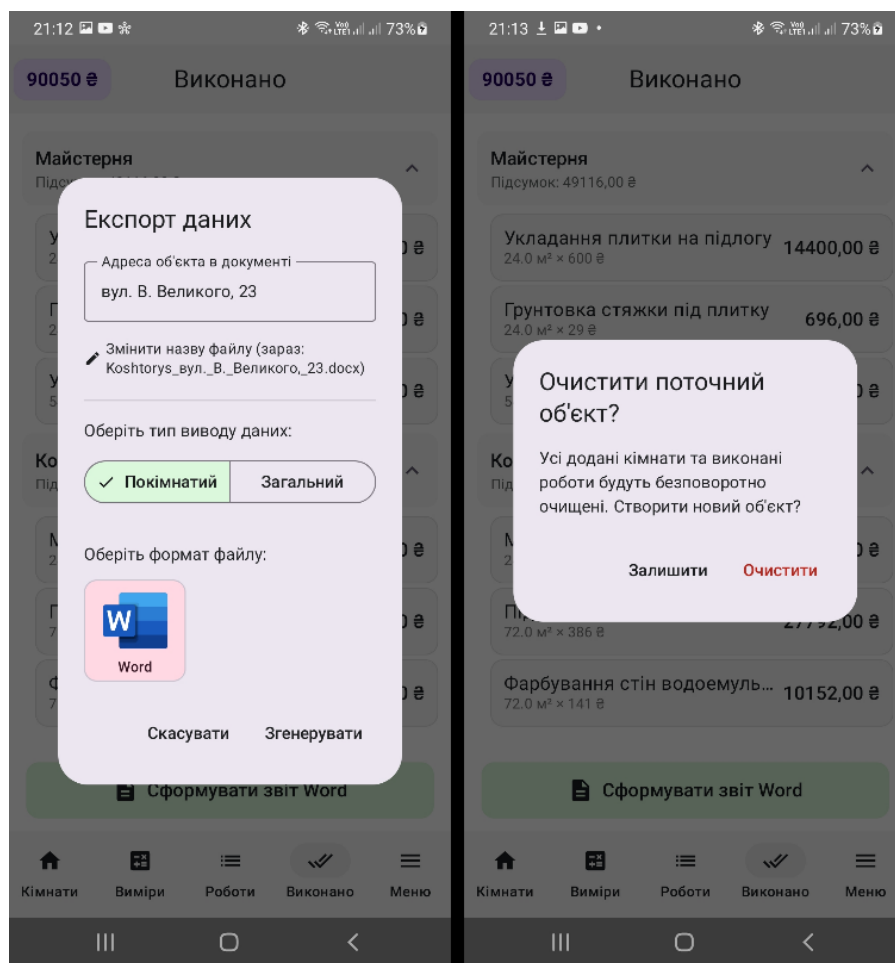 21:12
73%
90050 ₴
Виконано
Майстерня
Експорт даних
Адреса об'єкта в документі
вул. В. Великого, 23
Змінити назву файлу (зараз:
Koshtorys_вул._В._Великого,_23.docx)
Оберіть тип виводу даних:
Покімнатий
Загальний
Оберіть формат файлу:
W
Word
Скасувати
Згенерувати
Сформувати звіт Word
Кімнати
Виміри
Роботи
Виконано
Меню
21:13
73%
90050 ₴
Виконано
Майстерня
Підсумок: 49116,00 ₴
Укладання плитки на підлогу
14400,00 ₴
24.0 м² × 600 ₴
Грунтовка стяжки під плитку
696,00 ₴
24.0 м² × 29 ₴
Очистити поточний
об'єкт?
Усі додані кімнати та виконані
роботи будуть безповоротно
очищені. Створити новий об'єкт?
Залишити
Очистити
72.0 м² × 386 ₴
Фарбування стін водоемуль...
10152,00 ₴
72.0 м² × 141 ₴
Сформувати звіт Word
Кімнати
Виміри
Роботи
Виконано
Меню